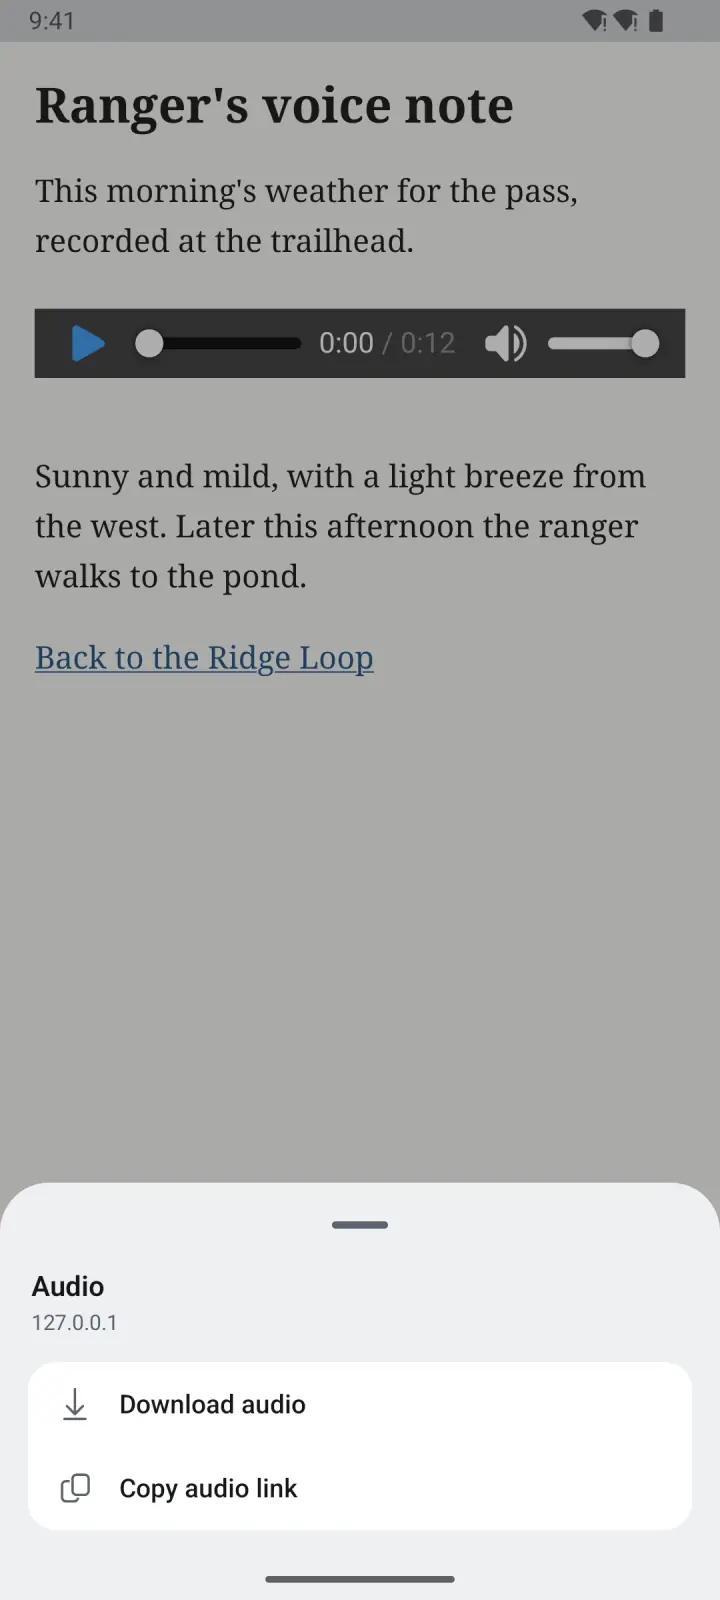 9:41
Ranger's voice note
This morning's weather for the pass,
recorded at the trailhead.
0:00 / 0:12
Sunny and mild, with a light breeze from
the west. Later this afternoon the ranger
walks to the pond.
Back to the Ridge Loop
Audio
127.0.0.1
Download audio
Copy audio link